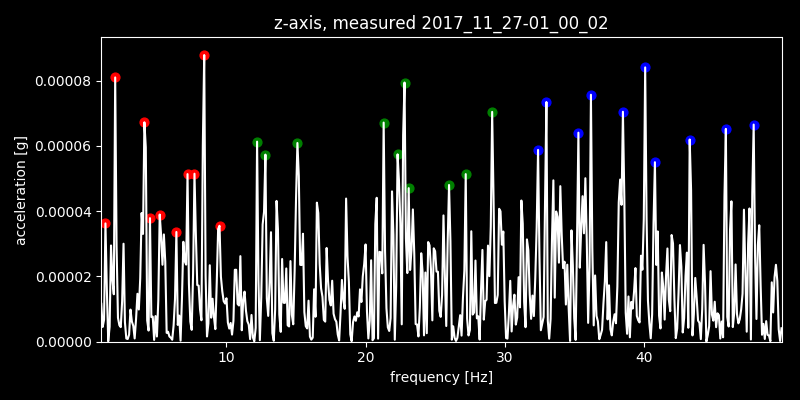 z-axis, measured 2017_11_27-01_00_02
0.00008
0.00006
0.00004
0.00002
0.00000
acceleration [g]
10 20 30 40
frequency [Hz]